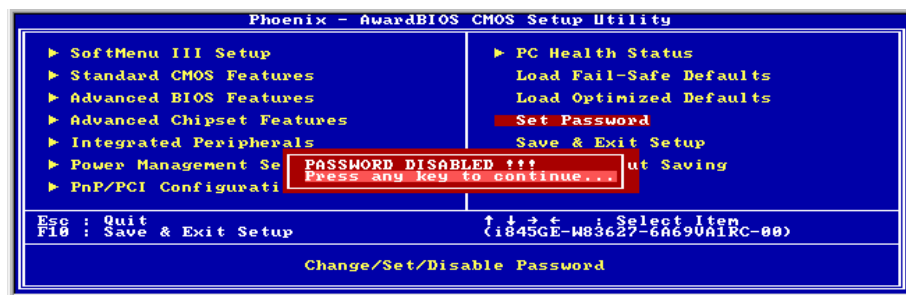 Phoenix - AwardBIOS CMOS Setup Utility
▶ SoftMenu III Setup
▶ Standard CMOS Features
▶ Advanced BIOS Features
▶ Advanced Chipset Features
▶ Integrated Peripherals
▶ Power Management Se
▶ PnP/PCI Configurati
▶ PC Health Status
Load Fail-Safe Defaults
Load Optimized Defaults
Set Password
Save & Exit Setup
ut Saving
PASSWORD DISABLED !!!
Press any key to continue...
Esc : Quit
F10 : Save & Exit Setup
↑ ↓ → ← : Select Item
(i845GE-W83627-6A69VA1RC-00)
Change/Set/Disable Password